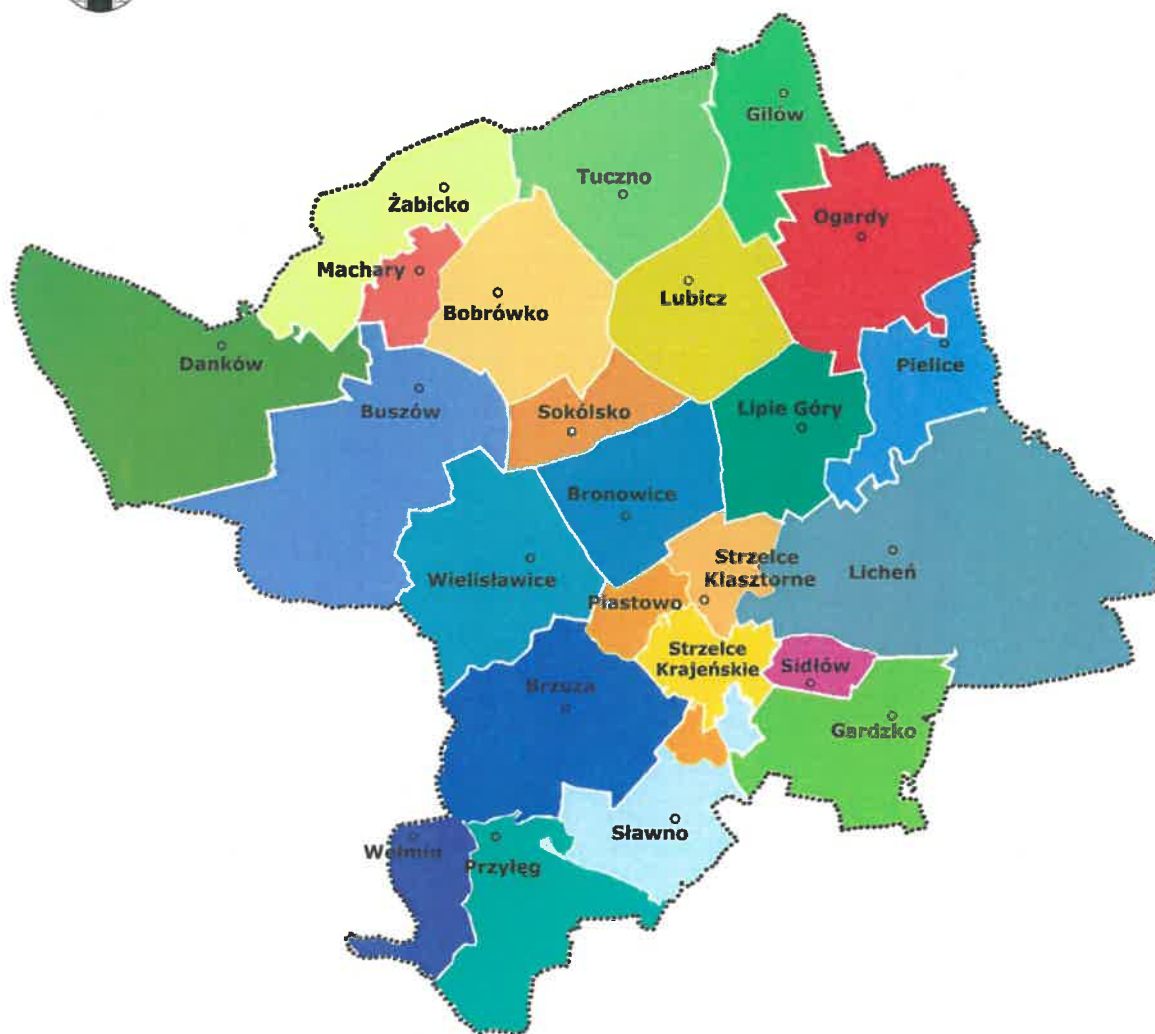 Gilów
Tuczno
Żabicko
Ogardy
Machary
Bobrówko
Lubicz
Danków
Pielice
Buszów
Sokólsko
Lipie Góry
Bronowice
Strzelce
Klasztorne
Wielisławice
Licheń
Piastowo
Strzelce
Krajeńskie
Sidłów
Brzoza
Gardzko
Sławno
Wełmin
Przyłęg